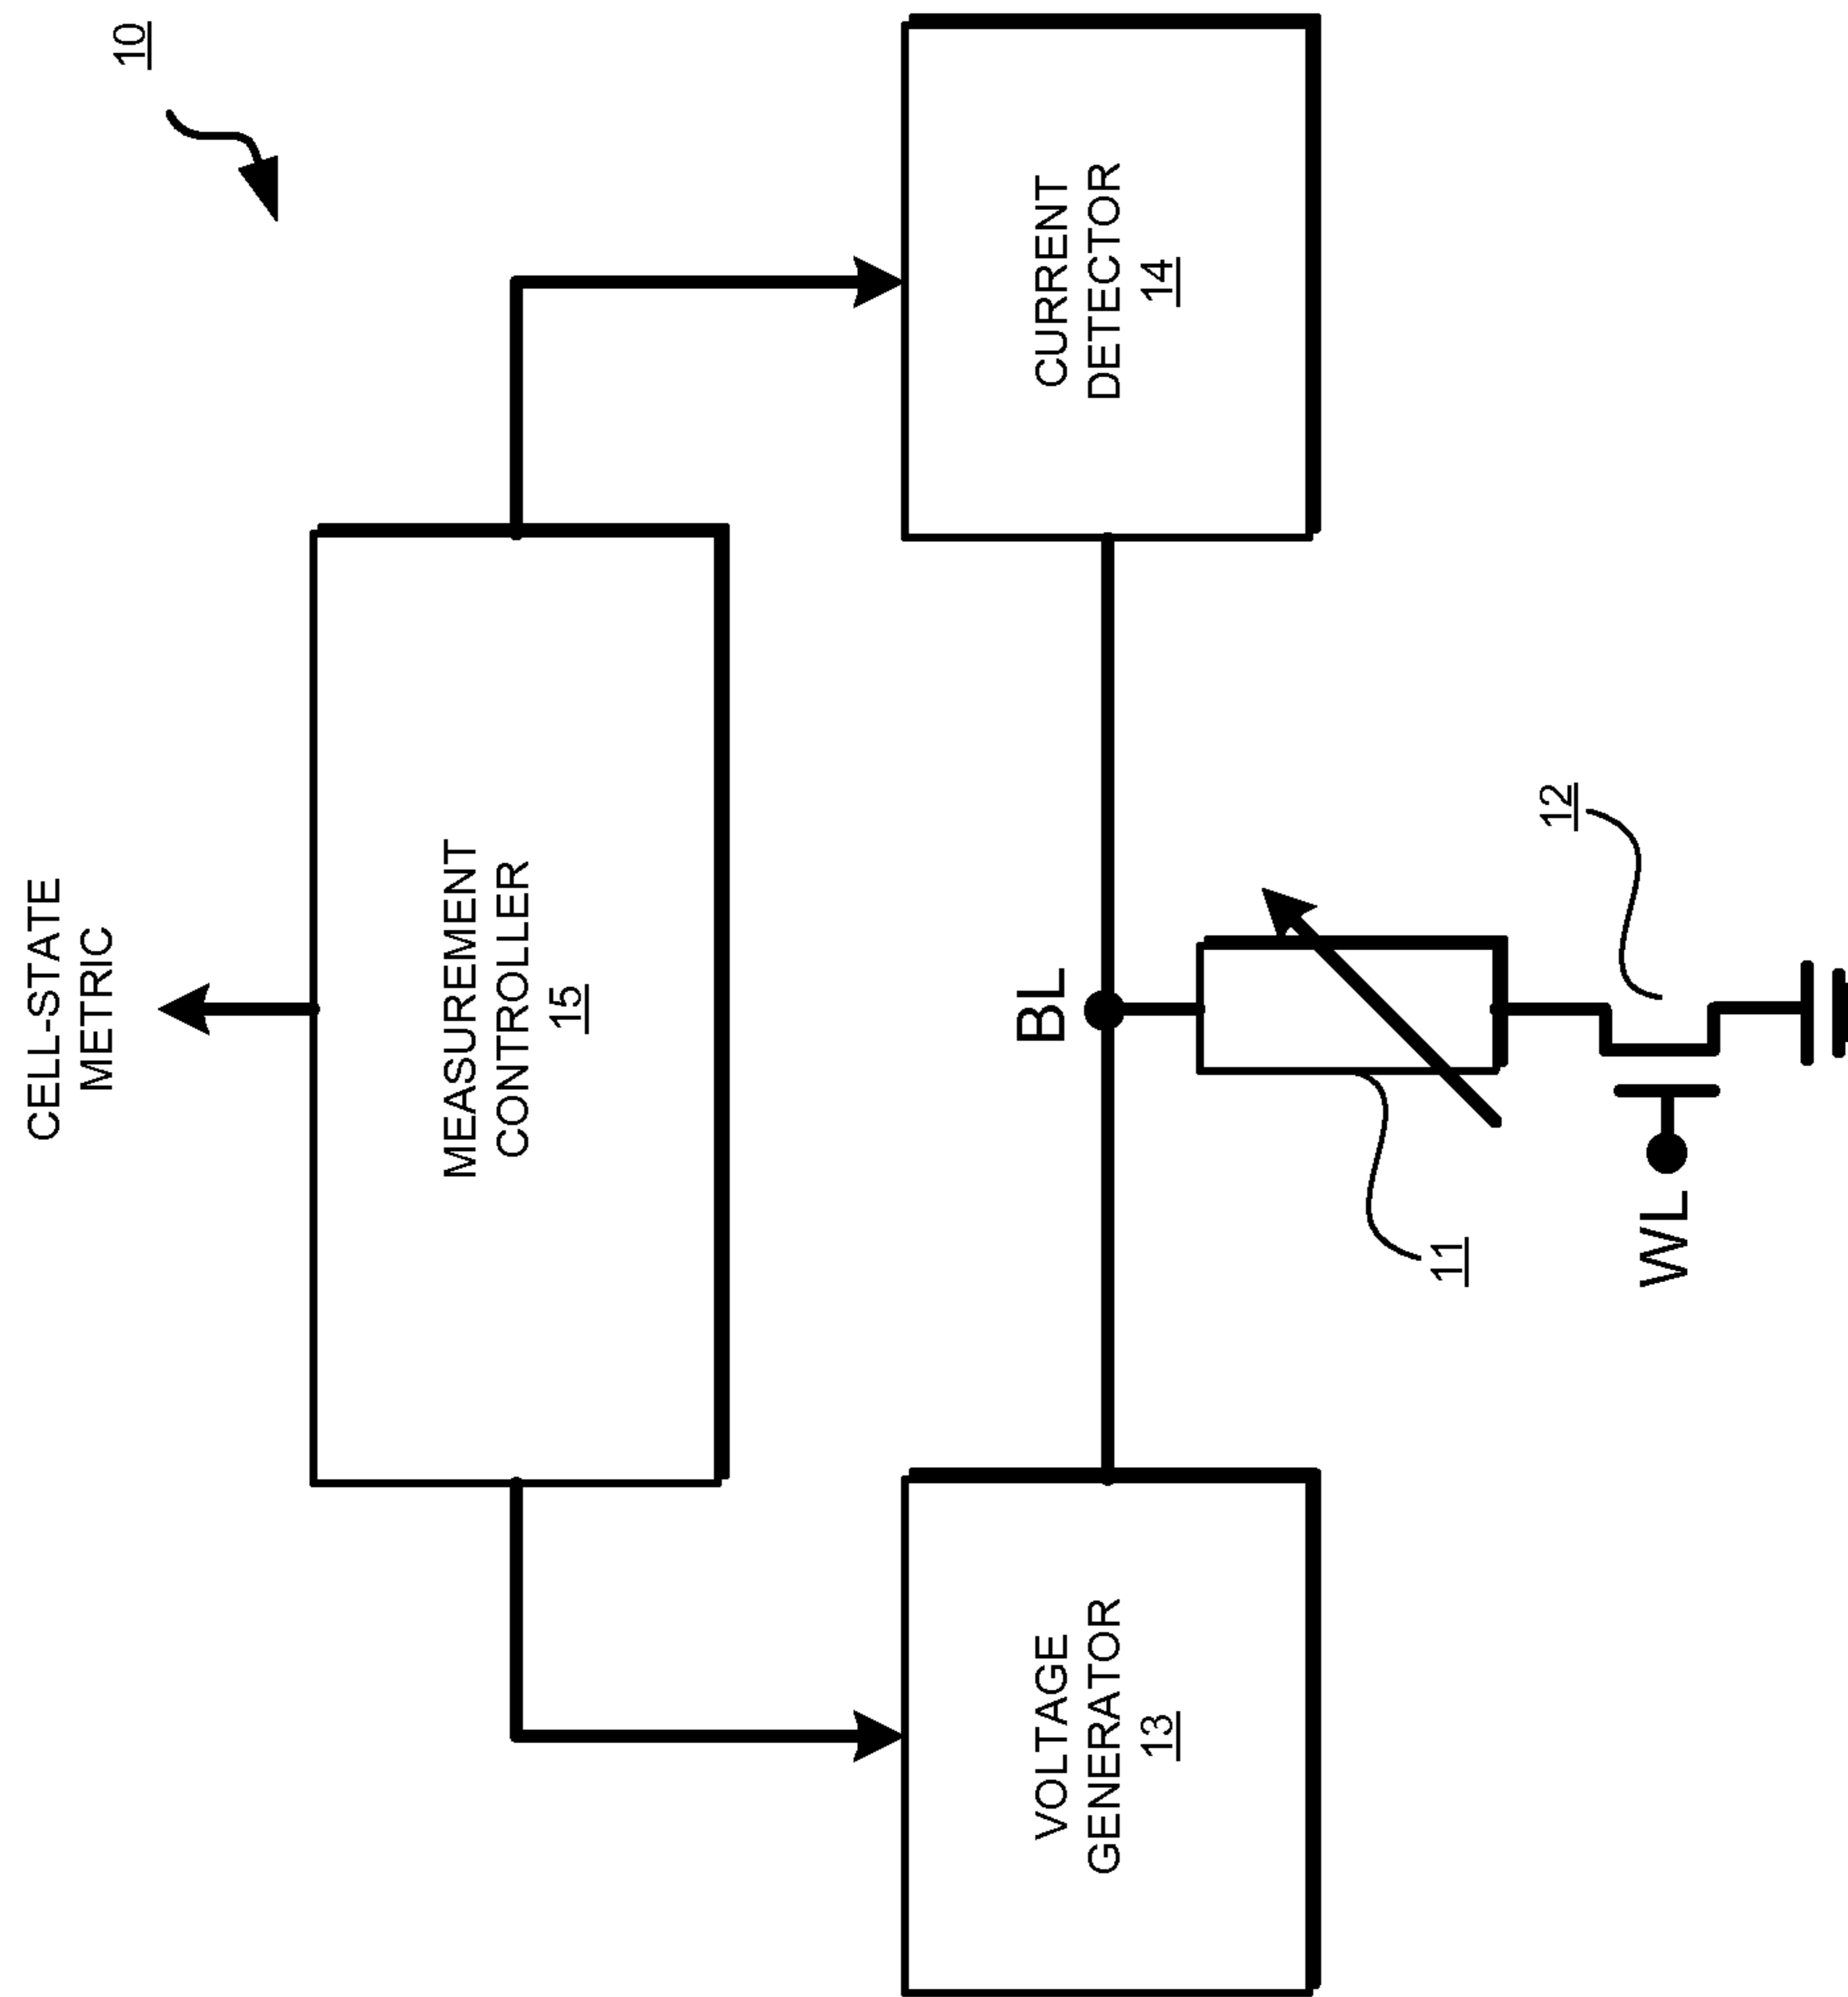 10
CELL-STATE
METRIC
MEASUREMENT
CONTROLLER
15
VOLTAGE
GENERATOR
13
BL
CURRENT
DETECTOR
14
11
12
WL